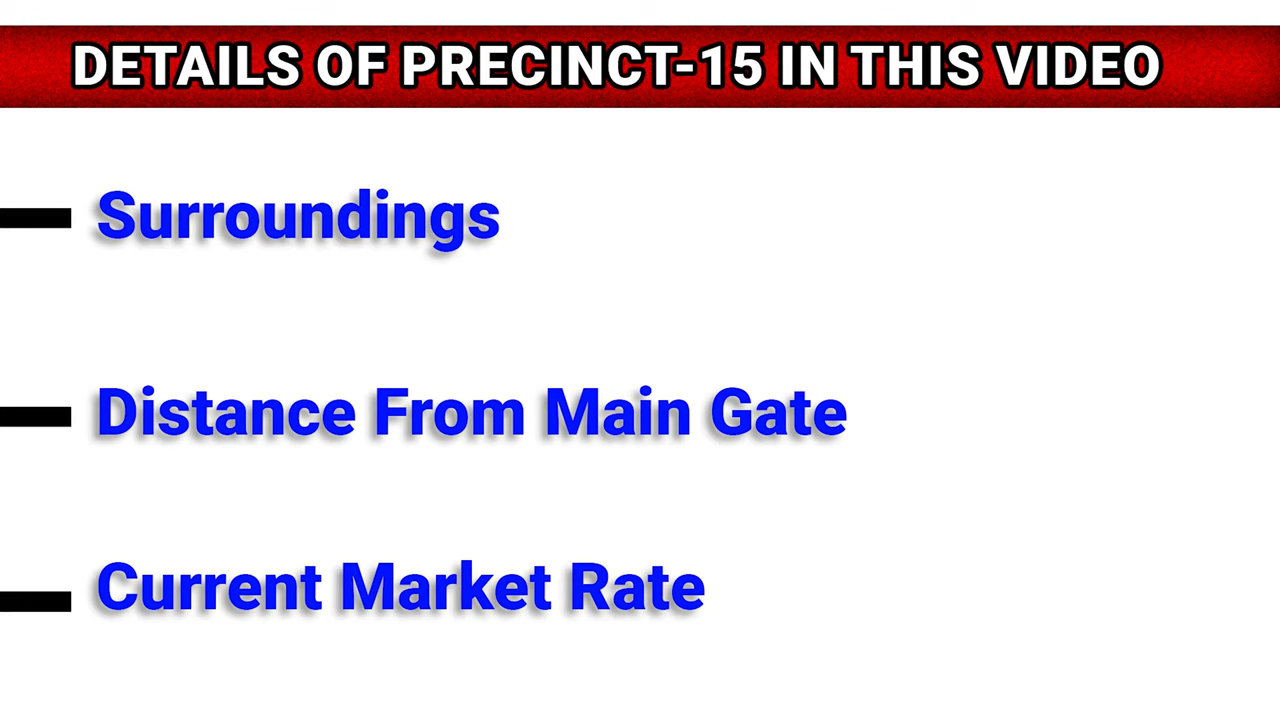 DETAILS OF PRECINCT-15 IN THIS VIDEO
Surroundings
Distance From Main Gate
Current Market Rate